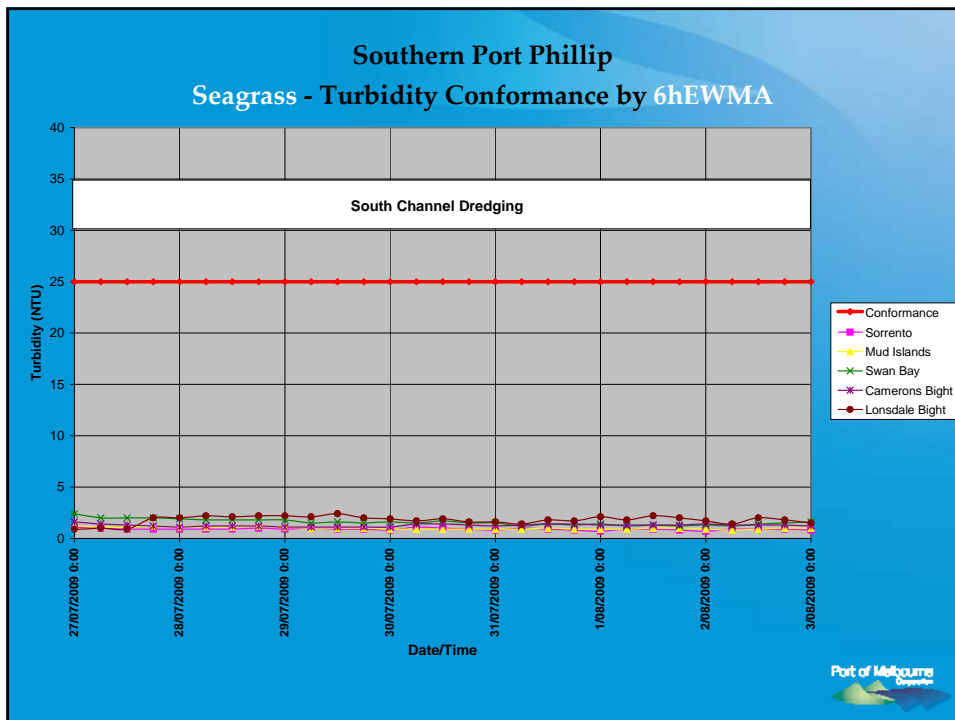 Southern Port Phillip
Seagrass - Turbidity Conformance by 6hEWMA
40
35
30
25
20
15
10
5
0
Turbidity (NTU)
South Channel Dredging
27/07/2009 0:00
28/07/2009 0:00
29/07/2009 0:00
30/07/2009 0:00
31/07/2009 0:00
1/08/2009 0:00
2/08/2009 0:00
3/08/2009 0:00
Date/Time
Conformance
Sorrento
Mud Islands
Swan Bay
Camerons Bight
Lonsdale Bight
Port of Melbourne
Corporation